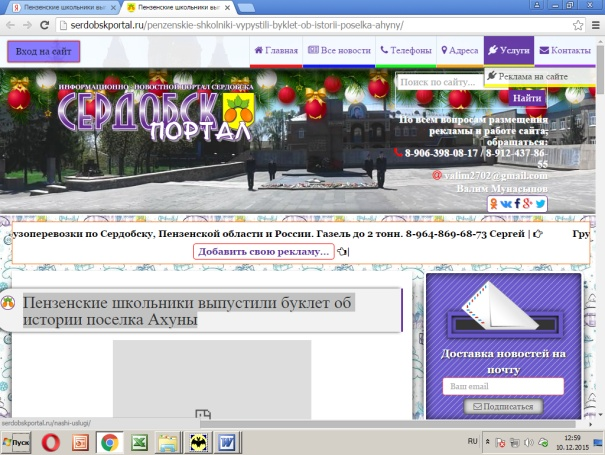 Пензенские школьники вы
Пензенские школьники вы
serdobskportal.ru/penzenskie-shkolniki-vypystili-byklet-ob-istorii-poselka-ahyny/
Вход на сайт
Главная
Все новости
Телефоны
Адреса
Услуги
Контакты
Реклама на сайте
Поиск по сайту...
Найти
ИНФОРМАЦИОННО - НОВОСТНОЙ ПОРТАЛ СЕРДОБСКА
СЕРДОБСК
ПОРТАЛ
По всем вопросам размещения
рекламы и работе сайта,
обращаться:
8-906-398-08-17 / 8-912-437-86-
55
valim2702@gmail.com
Валим Мунасыпов
узоперевозки по Сердобску, Пензенской области и России. Газель до 2 тонн. 8-964-869-68-73 Сергей | Гру
Добавить свою рекламу...
Пензенские школьники выпустили буклет об
истории поселка Ахуны
Доставка новостей на
почту
Ваш email
Подписаться
serdobskportal.ru/nashi-uslugi/
Пуск
RU
12:59
10.12.2015